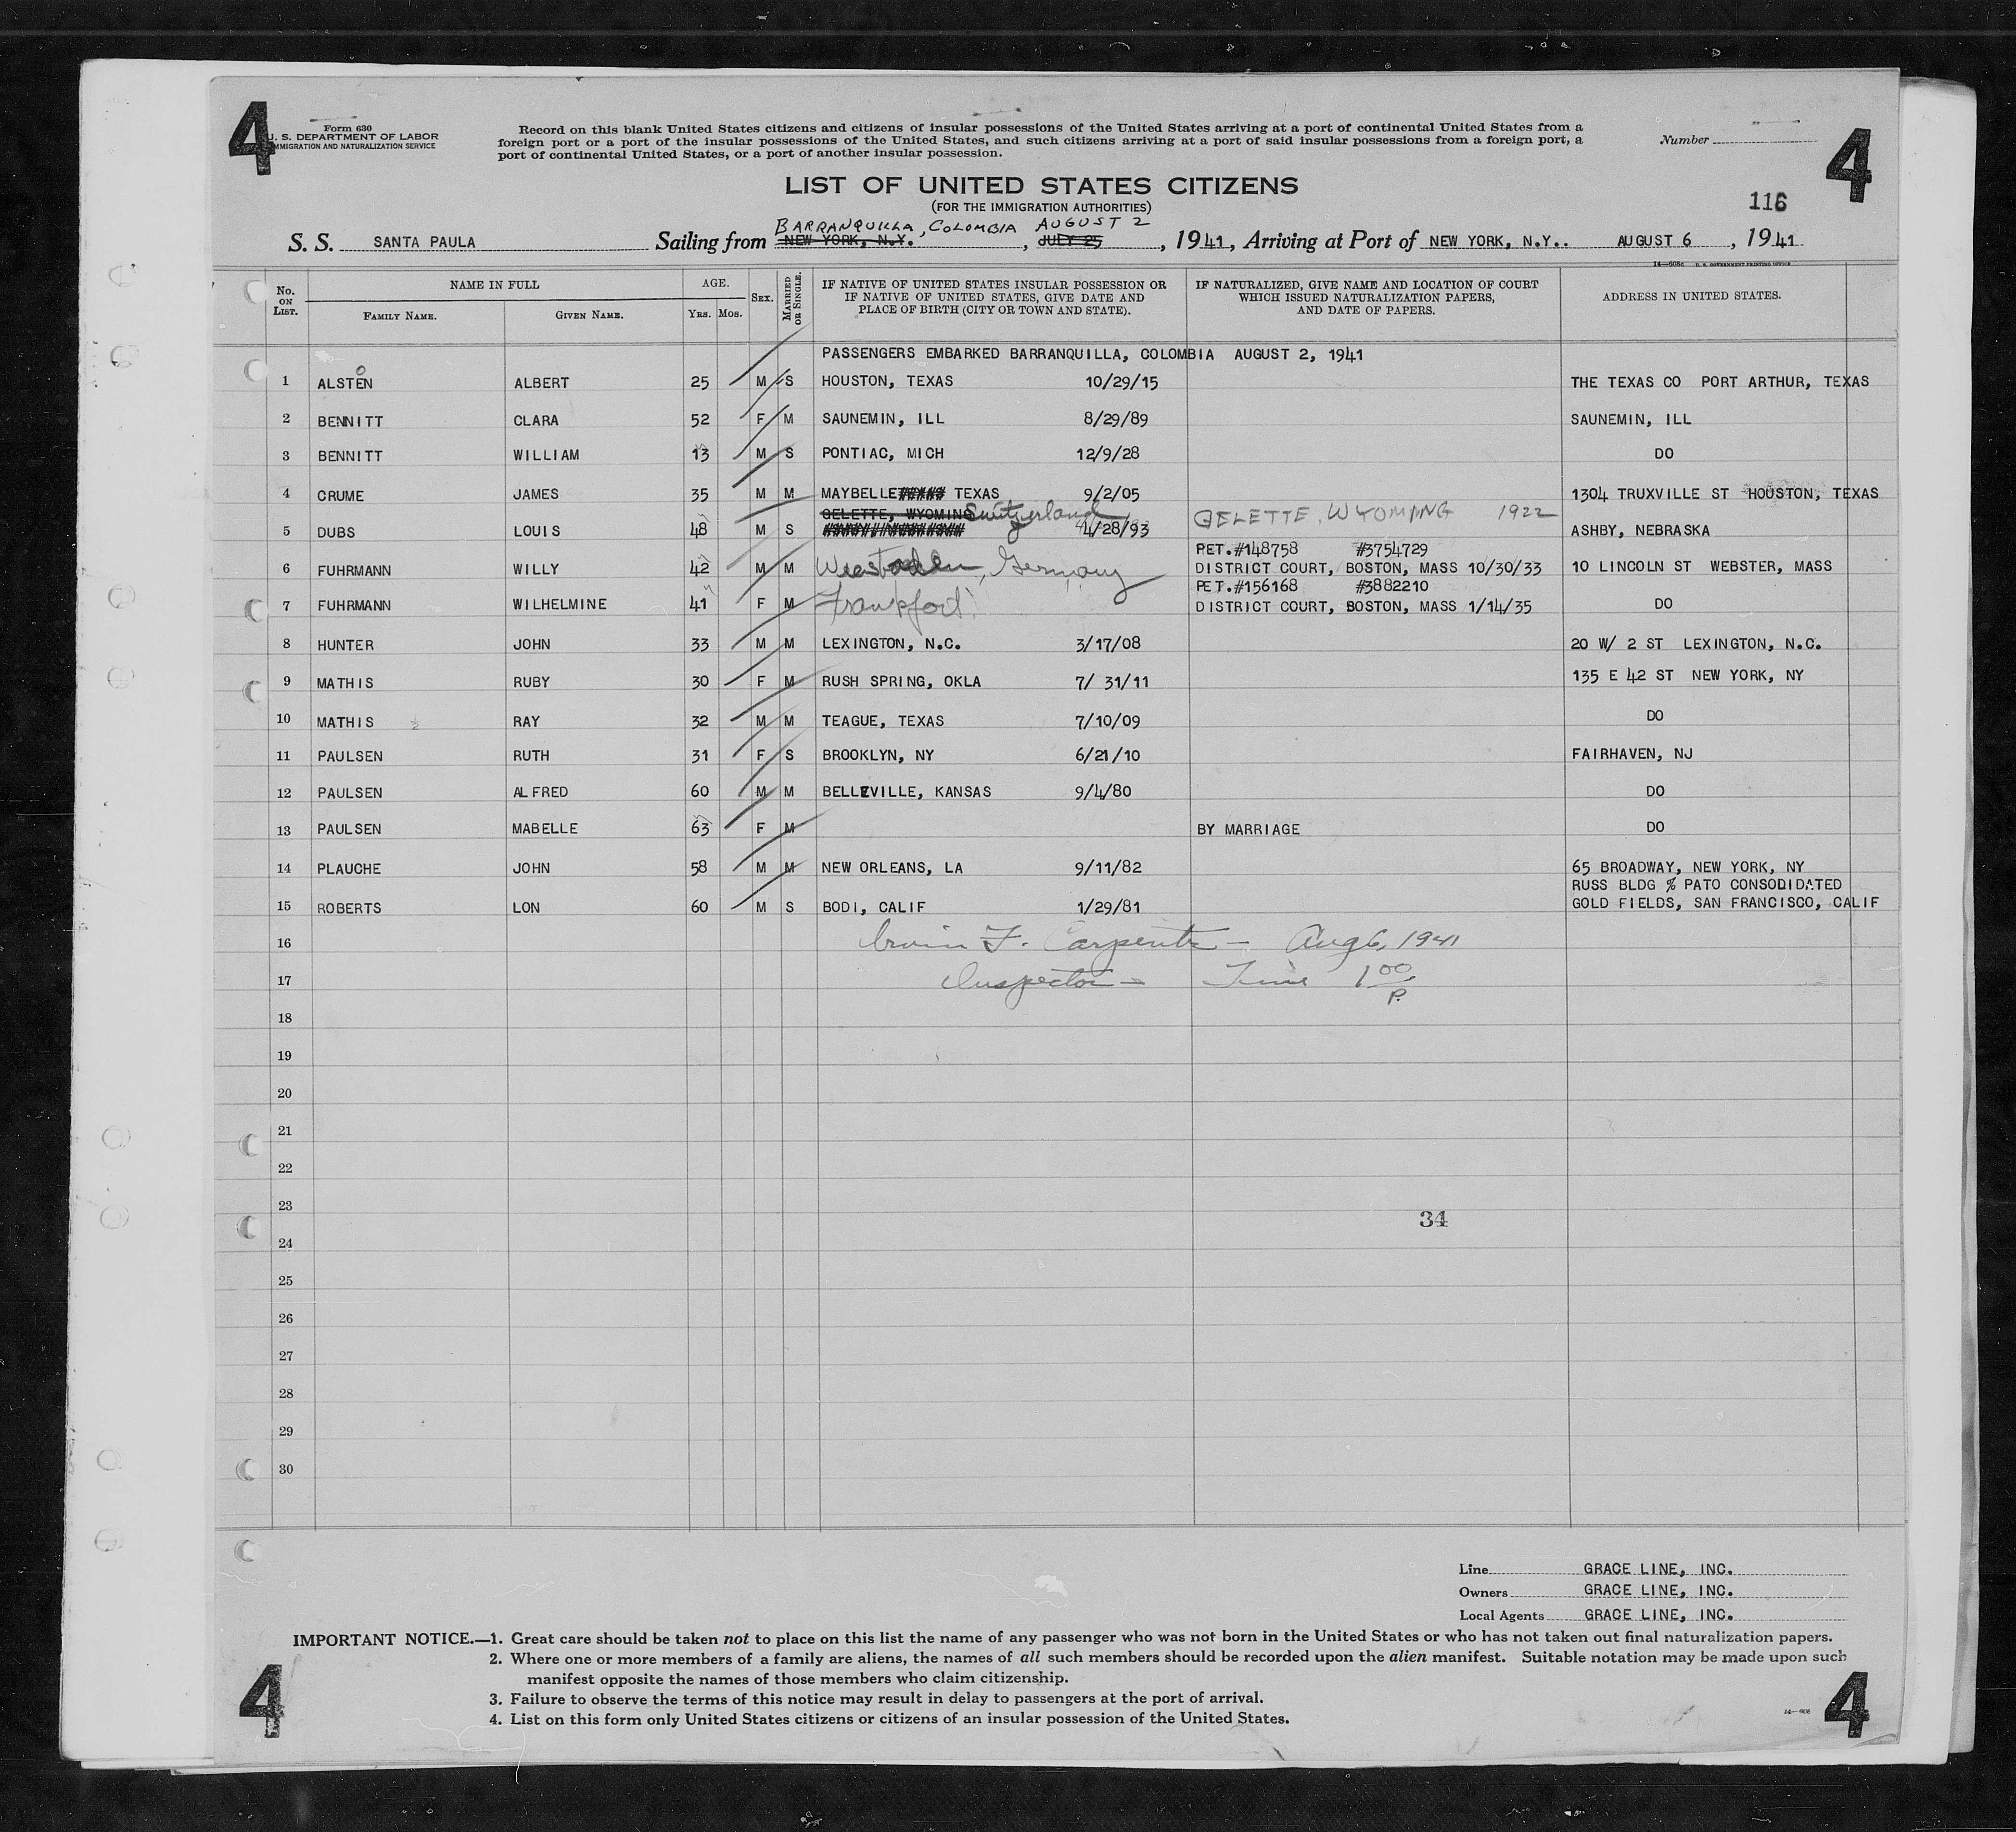 4
Form 630
U. S. DEPARTMENT OF LABOR
IMMIGRATION AND NATURALIZATION SERVICE
Record on this blank United States citizens and citizens of insular possessions of the United States arriving at a port of continental United States from a
foreign port or a port of the insular possessions of the United States, and such citizens arriving at a port of said insular possessions from a foreign port, a
port of continental United States, or a port of another insular possession.
Number
4
LIST OF UNITED STATES CITIZENS
(FOR THE IMMIGRATION AUTHORITIES)
116
BARRANQUILLA, COLOMBIA AUGUST 2
S. S. SANTA PAULA Sailing from NEW YORK, N.Y. , JULY 25 , 1941, Arriving at Port of NEW YORK, N.Y.. AUGUST 6 , 1941
14—608c U. S. GOVERNMENT PRINTING OFFICE
No. ON LIST. NAME IN FULL FAMILY NAME. GIVEN NAME. AGE. YRS. MOS. SEX. MARRIED OR SINGLE. IF NATIVE OF UNITED STATES INSULAR POSSESSION OR IF NATIVE OF UNITED STATES, GIVE DATE AND PLACE OF BIRTH (CITY OR TOWN AND STATE). IF NATURALIZED, GIVE NAME AND LOCATION OF COURT WHICH ISSUED NATURALIZATION PAPERS, AND DATE OF PAPERS. ADDRESS IN UNITED STATES.
PASSENGERS EMBARKED BARRANQUILLA, COLOMBIA AUGUST 2, 1941
O
1 ALSTEN ALBERT 25 M S HOUSTON, TEXAS 10/29/15 THE TEXAS CO PORT ARTHUR, TEXAS
2 BENNITT CLARA 52 F M SAUNEMIN, ILL 8/29/89 SAUNEMIN, ILL
3 BENNITT WILLIAM 13 M S PONTIAC, MICH 12/9/28 DO
4 CRUME JAMES 35 M M MAYBELLE TEXAS 9/2/05 1304 TRUXVILLE ST HOUSTON, TEXAS
GELETTE, WYOMING Switzerland GELETTE, WYOMING 1922
5 DUBS LOUIS 48 M S 4/28/93 ASHBY, NEBRASKA
PET.#148758 #3754729
6 FUHRMANN WILLY 42 M M Wiesbaden, Germany DISTRICT COURT, BOSTON, MASS 10/30/33 10 LINCOLN ST WEBSTER, MASS
PET.#156168 #3882210
7 FUHRMANN WILHELMINE 41 F M Frankfort DISTRICT COURT, BOSTON, MASS 1/14/35 DO
8 HUNTER JOHN 33 M M LEXINGTON, N.C. 3/17/08 20 W/ 2 ST LEXINGTON, N.C.
9 MATHIS RUBY 30 F M RUSH SPRING, OKLA 7/ 31/11 135 E 42 ST NEW YORK, NY
10 MATHIS RAY 32 M M TEAGUE, TEXAS 7/10/09 DO
11 PAULSEN RUTH 31 F S BROOKLYN, NY 6/21/10 FAIRHAVEN, NJ
12 PAULSEN ALFRED 60 M M BELLEVILLE, KANSAS 9/4/80 DO
13 PAULSEN MABELLE 63 F M BY MARRIAGE DO
14 PLAUCHE JOHN 58 M M NEW ORLEANS, LA 9/11/82 65 BROADWAY, NEW YORK, NY
RUSS BLDG % PATO CONSODIDATED
15 ROBERTS LON 60 M S BODI, CALIF 1/29/81 GOLD FIELDS, SAN FRANCISCO, CALIF
16 Irwin F. Carpenter - Aug 6, 1941
17 Inspector - Time 1 00 P.
18
19
20
21
22
23
34
24
25
26
27
28
29
30
Line GRACE LINE, INC.
Owners GRACE LINE, INC.
Local Agents GRACE LINE, INC.
IMPORTANT NOTICE.—1. Great care should be taken not to place on this list the name of any passenger who was not born in the United States or who has not taken out final naturalization papers.
2. Where one or more members of a family are aliens, the names of all such members should be recorded upon the alien manifest. Suitable notation may be made upon such
manifest opposite the names of those members who claim citizenship.
3. Failure to observe the terms of this notice may result in delay to passengers at the port of arrival.
4. List on this form only United States citizens or citizens of an insular possession of the United States.
4
14—608
4